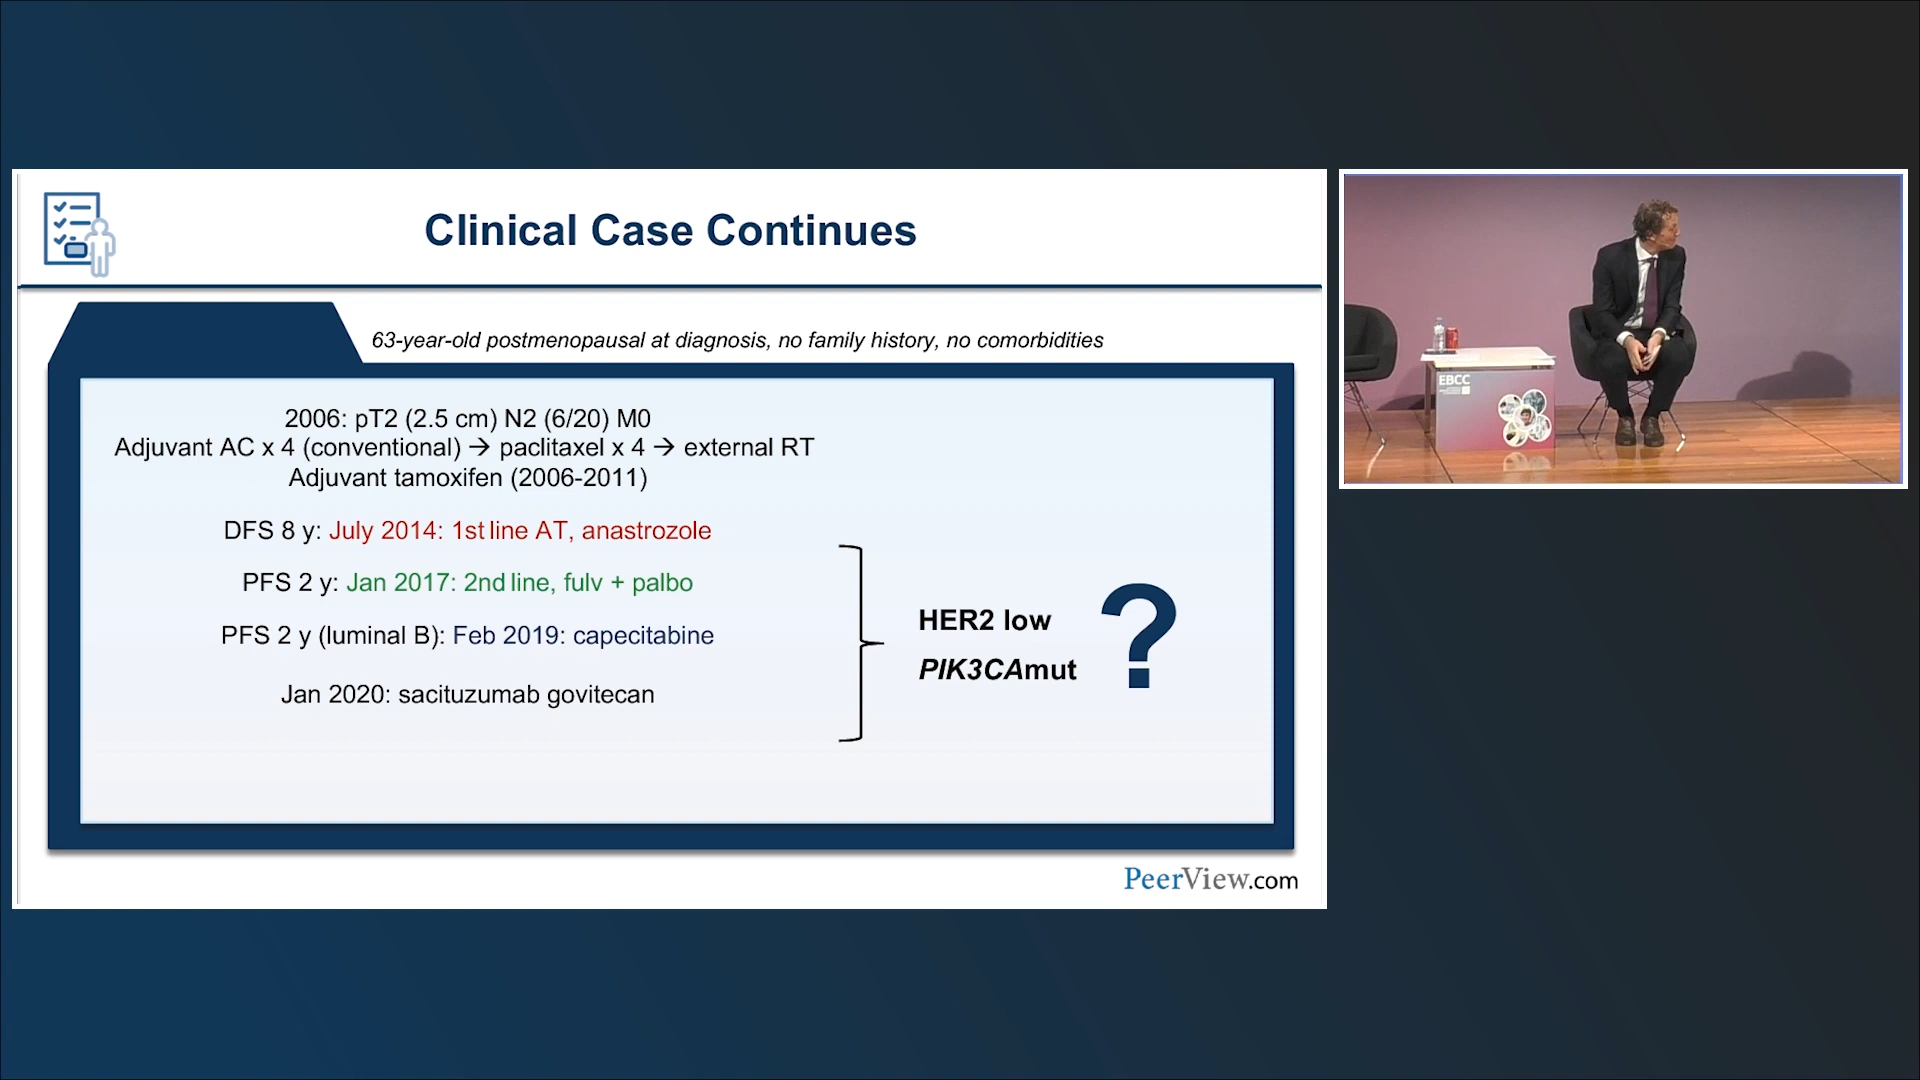 Clinical Case Continues
63-year-old postmenopausal at diagnosis, no family history, no comorbidities
2006: pT2 (2.5 cm) N2 (6/20) M0
Adjuvant AC x 4 (conventional) → paclitaxel x 4 → external RT
Adjuvant tamoxifen (2006-2011)
DFS 8 y: July 2014: 1st line AT, anastrozole
PFS 2 y: Jan 2017: 2nd line, fulv + palbo
PFS 2 y (luminal B): Feb 2019: capecitabine
Jan 2020: sacituzumab govitecan
HER2 low
PIK3CAmut
?
PeerView.com
EBCC